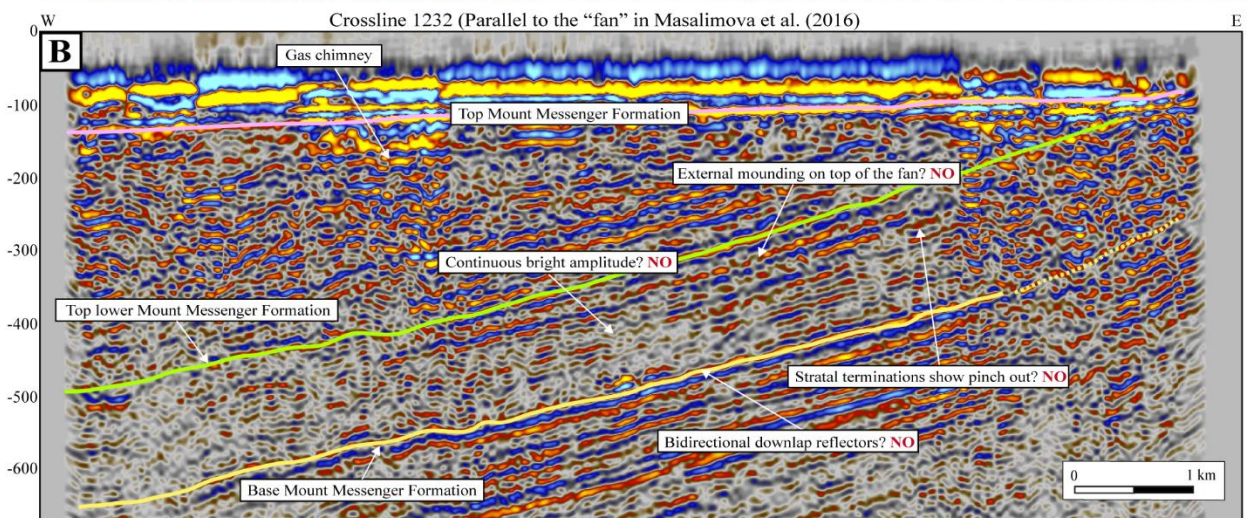 Crossline 1232 (Parallel to the “fan” in Masalimova et al. (2016)
W
E
B
0
-100
-200
-300
-400
-500
-600
Gas chimney
Top Mount Messenger Formation
External mounding on top of the fan? NO
Continuous bright amplitude? NO
Top lower Mount Messenger Formation
Stratal terminations show pinch out? NO
Bidirectional downlap reflectors? NO
Base Mount Messenger Formation
0 1 km